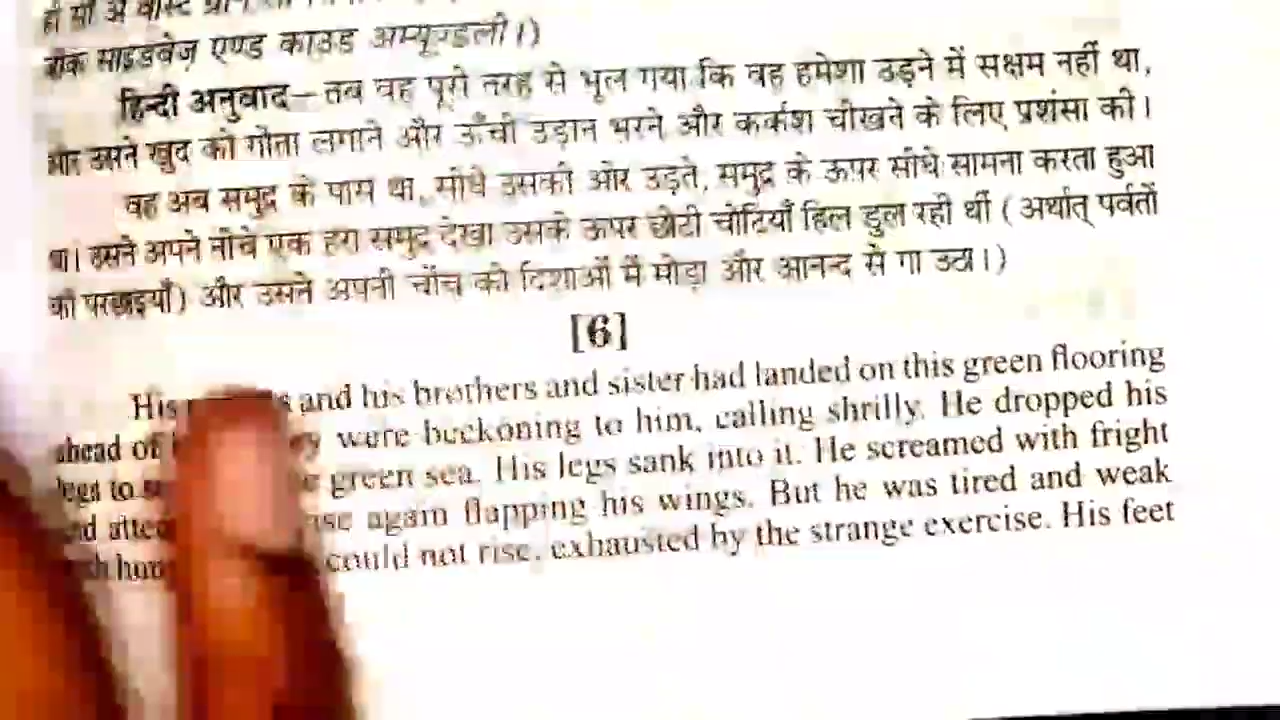 साइडवेज़ एण्ड काउड अम्यूज्डली।)
हिन्दी अनुवाद– तब वह पूरी तरह से भूल गया कि वह हमेशा उड़ने में सक्षम नहीं था,
और उसने खुद को गोता लगाने और ऊँची उड़ान भरने और कर्कश चीखने के लिए प्रशंसा की।
वह अब समुद्र के पास था, सीधे उसकी ओर उड़ते, समुद्र के ऊपर सीधे सामना करता हुआ
था। उसने अपने नीचे एक हरा समुद्र देखा उसके ऊपर छोटी चोटियाँ हिल डुल रही थीं ( अर्थात् पर्वतों
की परछाइयाँ) और उसने अपनी चोंच को दिशाओं में मोड़ा और आनन्द से गा उठा।)
[6]
His and his brothers and sister had landed on this green flooring
ahead of were beckoning to him, calling shrilly. He dropped his
legs to green sea. His legs sank into it. He screamed with fright
again flapping his wings. But he was tired and weak
could not rise, exhausted by the strange exercise. His feet